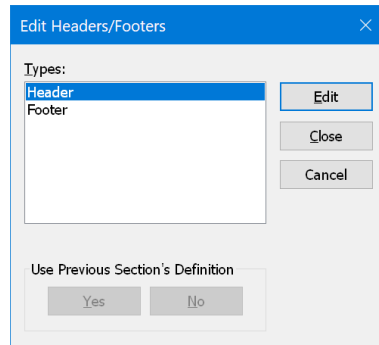 Edit Headers/Footers
Types:
Header
Footer
Edit
Close
Cancel
Use Previous Section's Definition
Yes
No